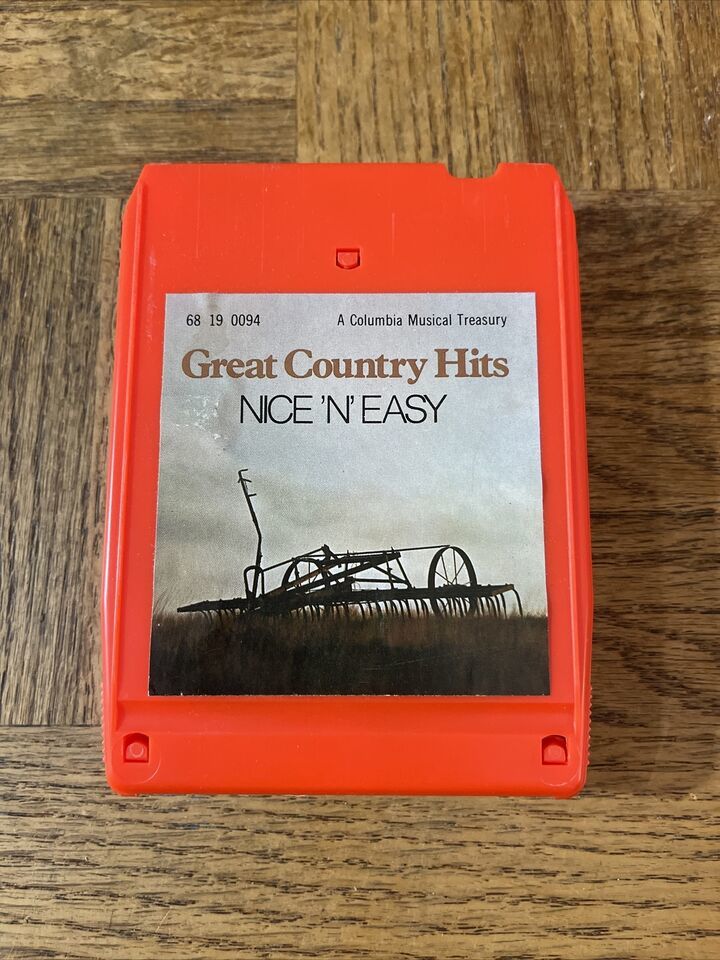 68 19 0094 A Columbia Musical Treasury
Great Country Hits
NICE 'N' EASY